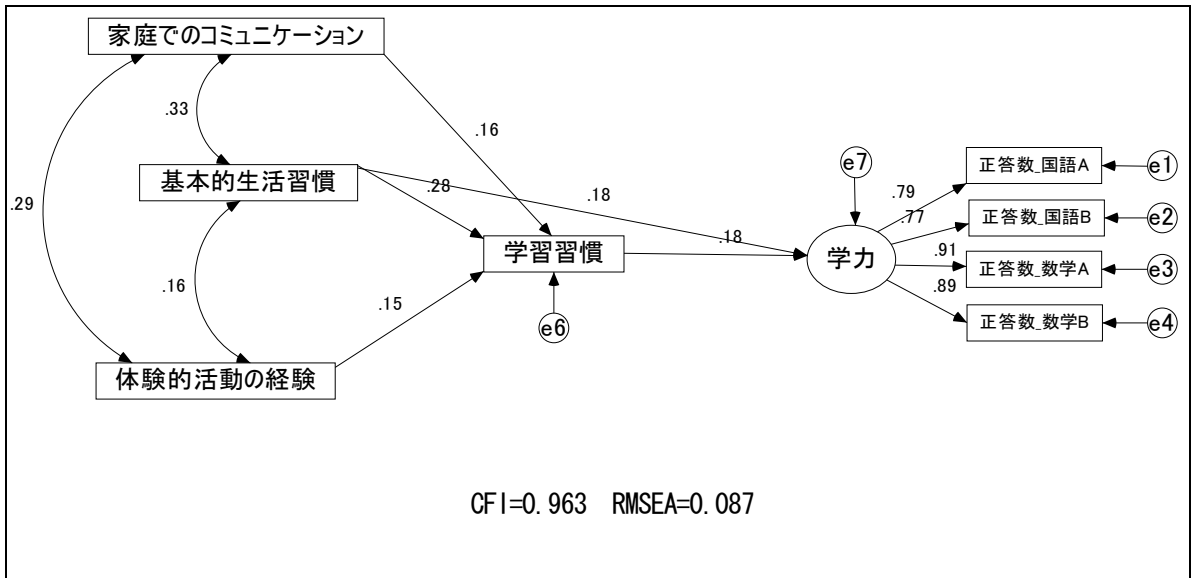 家庭でのコミュニケーション
.33
.16
.29
基本的生活習慣
.28
.18
学習習慣
.18
.16
.15
体験的活動の経験
e6
e7
学力
.79
.77
.91
.89
正答数_国語A
e1
正答数_国語B
e2
正答数_数学A
e3
正答数_数学B
e4
CFI=0.963 RMSEA=0.087